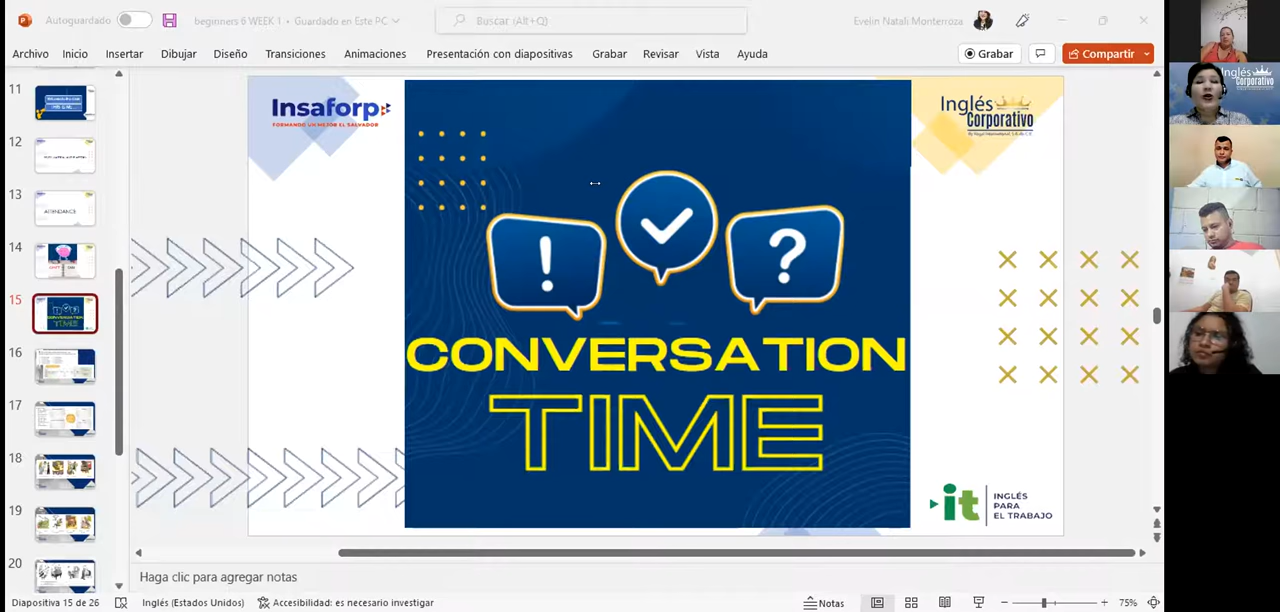 Autoguardado
beginners 6 WEEK 1 • Guardado en Este PC
Buscar (Alt+Q)
Evelin Natali Monterroza
Archivo Inicio Insertar Dibujar Diseño Transiciones Animaciones Presentación con diapositivas Grabar Revisar Vista Ayuda
Grabar
Compartir
11
12
13
ATTENDANCE
14
15
CONVERSATION
TIME
16
17
18
19
20
Insaforp
FORMANDO UN MEJOR EL SALVADOR
Inglés
Corporativo
! ?
CONVERSATION
TIME
it
INGLÉS
PARA
EL TRABAJO
Inglés
Corporativo
Haga clic para agregar notas
Diapositiva 15 de 26 Inglés (Estados Unidos) Accesibilidad: es necesario investigar Notas 75%